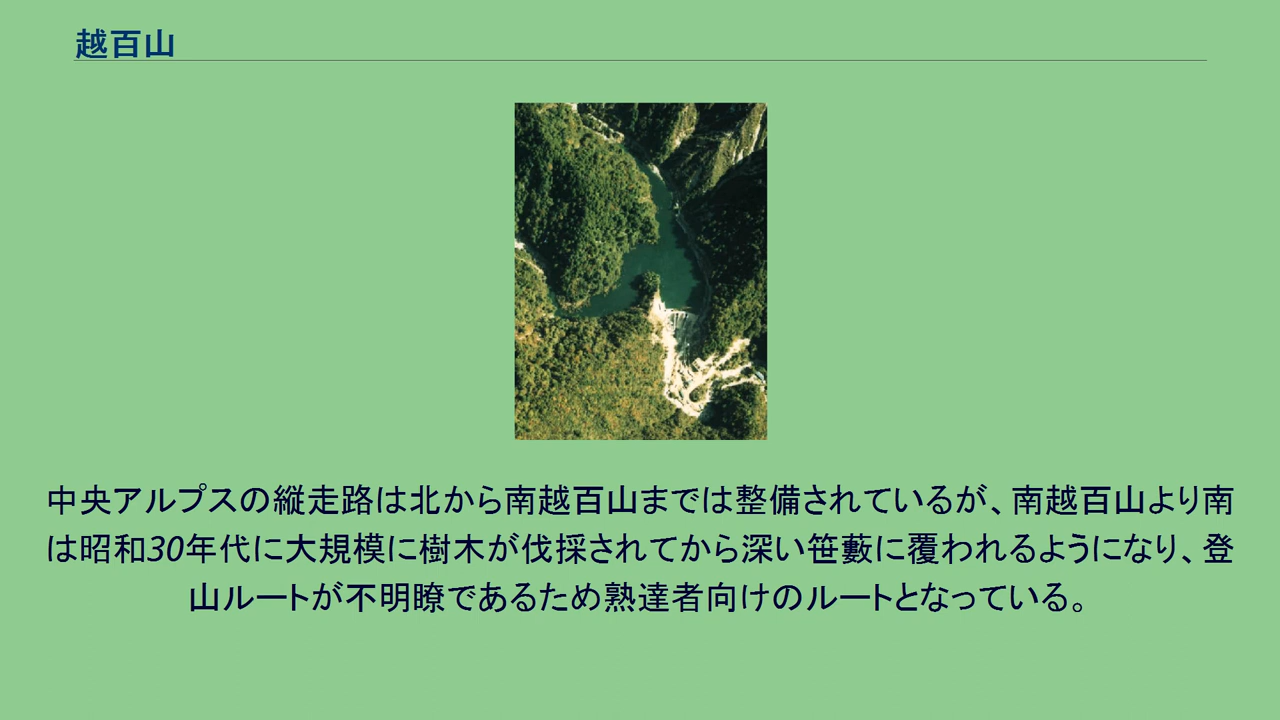 越百山
中央アルプスの縦走路は北から南越百山までは整備されているが、南越百山より南
は昭和30年代に大規模に樹木が伐採されてから深い笹藪に覆われるようになり、登
山ルートが不明瞭であるため熟達者向けのルートとなっている。